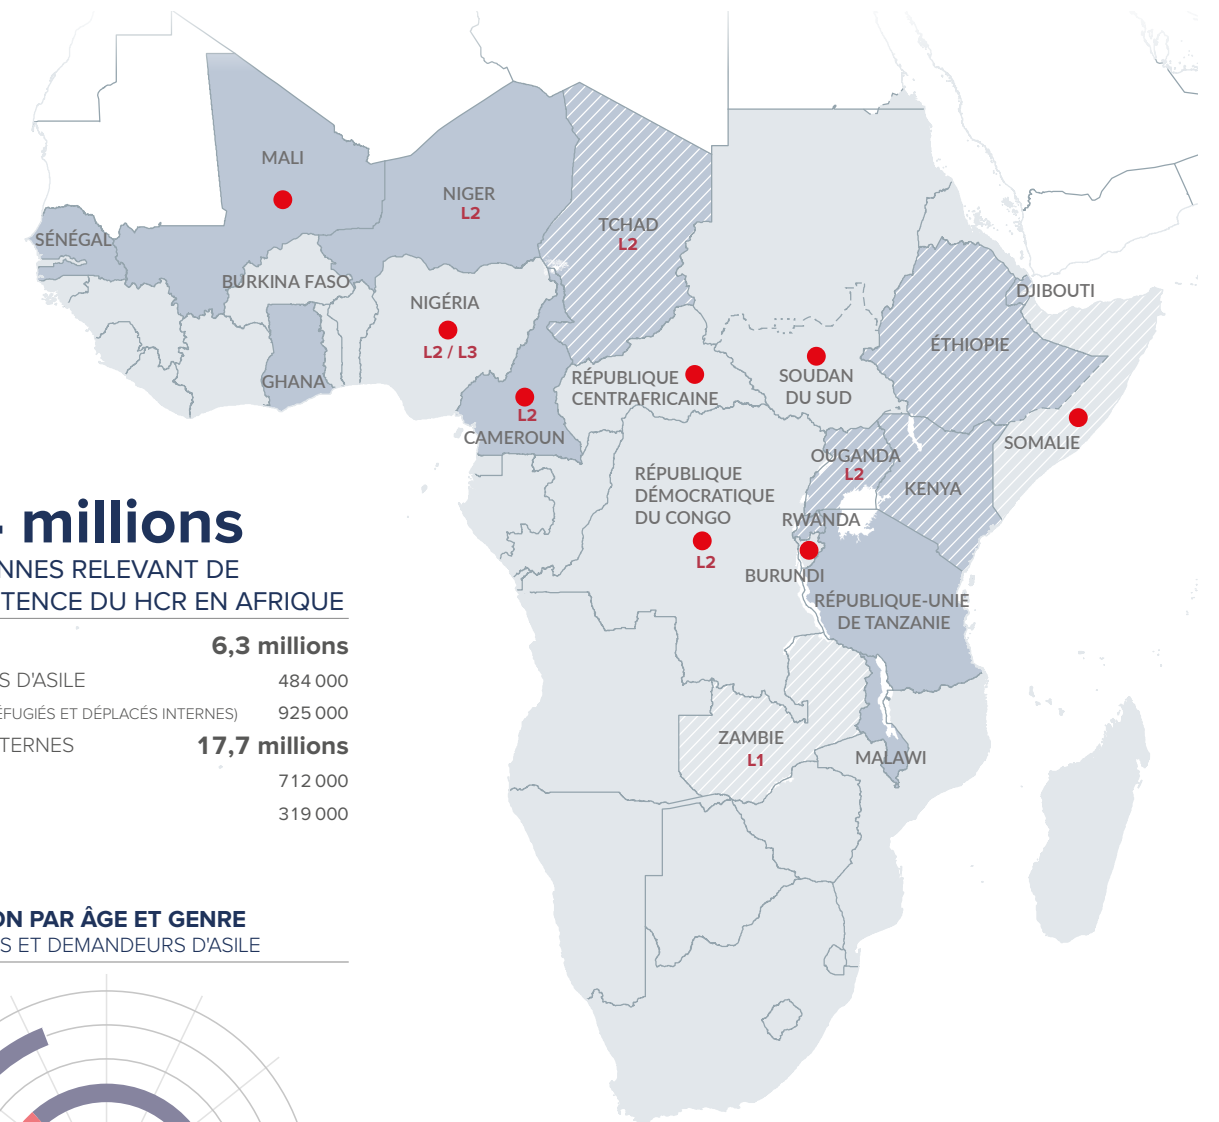 MALI
NIGER
L2
TCHAD
L2
SÉNÉGAL
BURKINA FASO
NIGÉRIA
L2 / L3
DJIBOUTI
ÉTHIOPIE
GHANA
RÉPUBLIQUE
CENTRAFRICAINE
SOUDAN
DU SUD
L2
CAMEROUN
SOMALIE
OUGANDA
L2
KENYA
RÉPUBLIQUE
DÉMOCRATIQUE
DU CONGO
L2
RWANDA
BURUNDI
RÉPUBLIQUE-UNIE
DE TANZANIE
ZAMBIE
L1
MALAWI
millions
NNES RELEVANT DE
TENCE DU HCR EN AFRIQUE
6,3 millions
S D'ASILE 484 000
ÉFUGIÉS ET DÉPLACÉS INTERNES) 925 000
TERNES 17,7 millions
712 000
319 000
ON PAR ÂGE ET GENRE
S ET DEMANDEURS D'ASILE